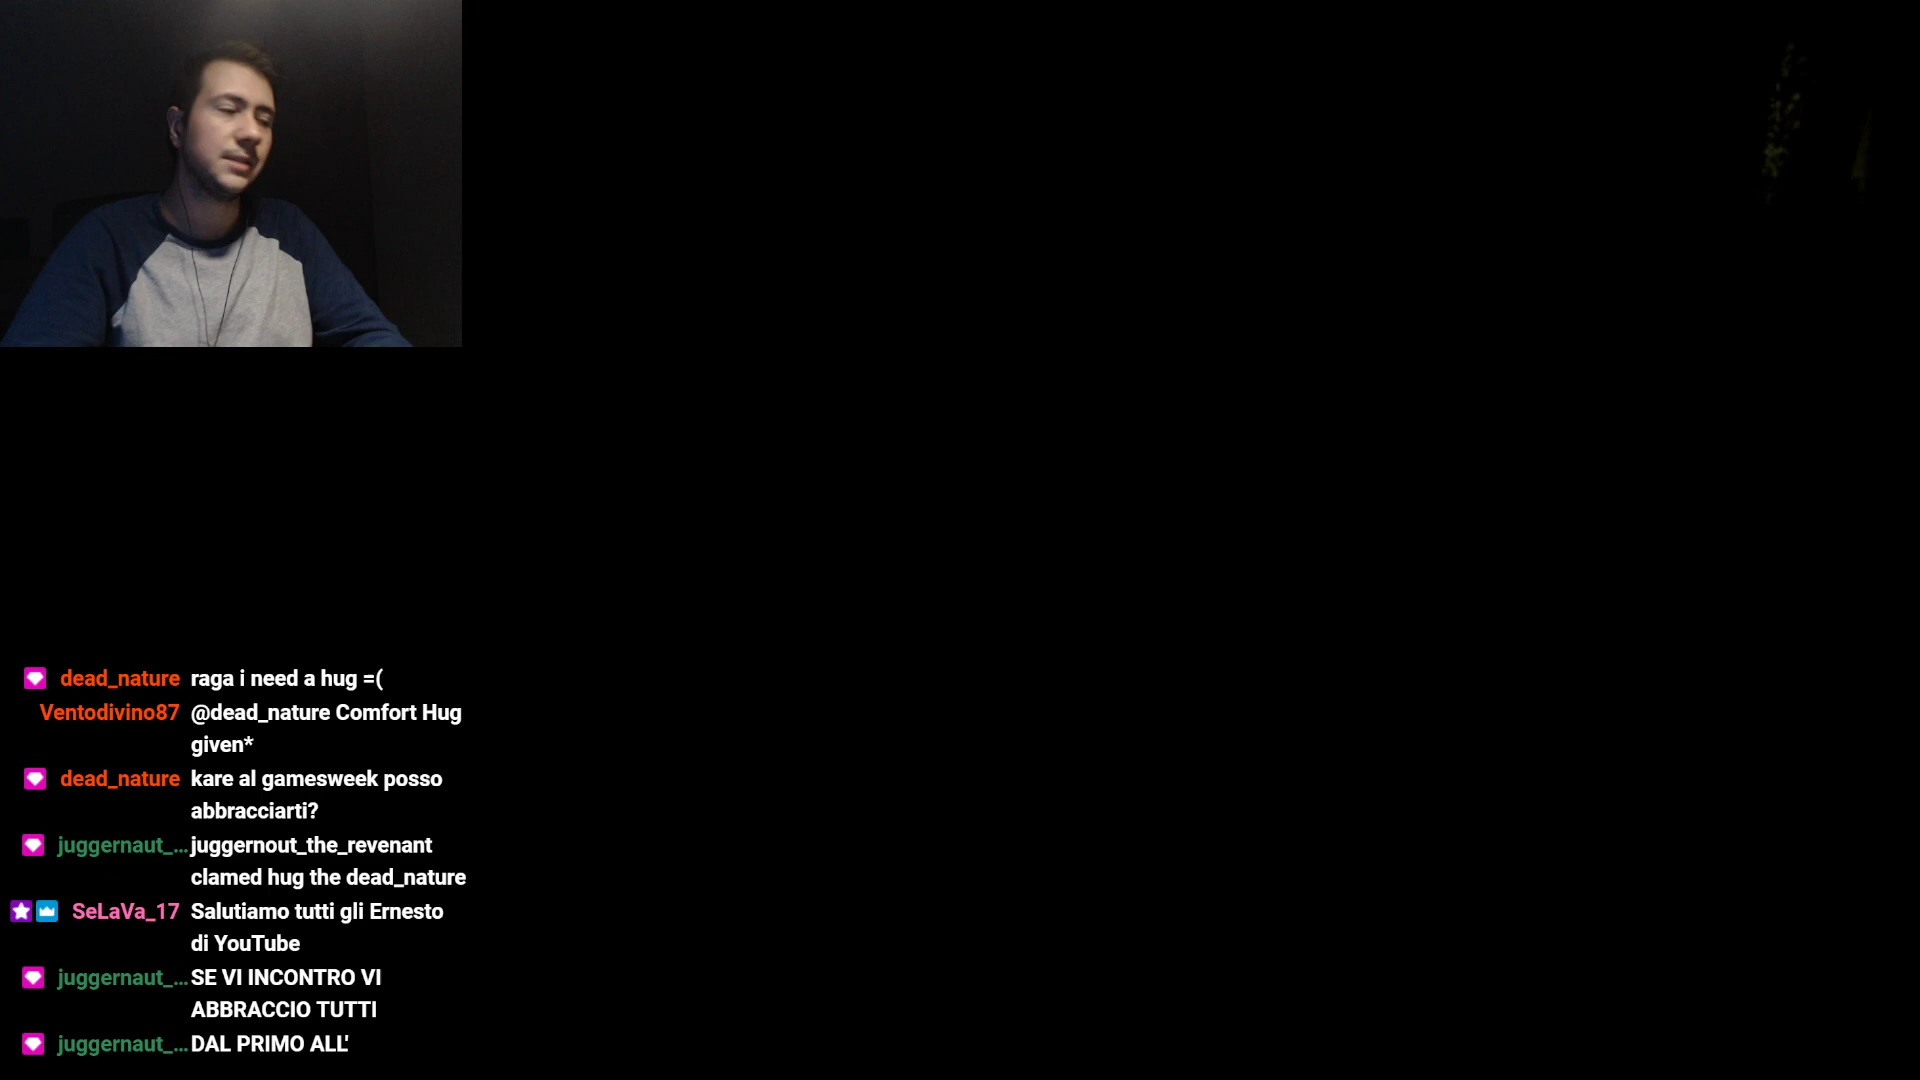 dead_nature raga i need a hug =(
Ventodivino87 @dead_nature Comfort Hug
given*
dead_nature kare al gamesweek posso
abbracciarti?
juggernaut_... juggernout_the_revenant
clamed hug the dead_nature
SeLaVa_17 Salutiamo tutti gli Ernesto
di YouTube
juggernaut_... SE VI INCONTRO VI
ABBRACCIO TUTTI
juggernaut_... DAL PRIMO ALL'